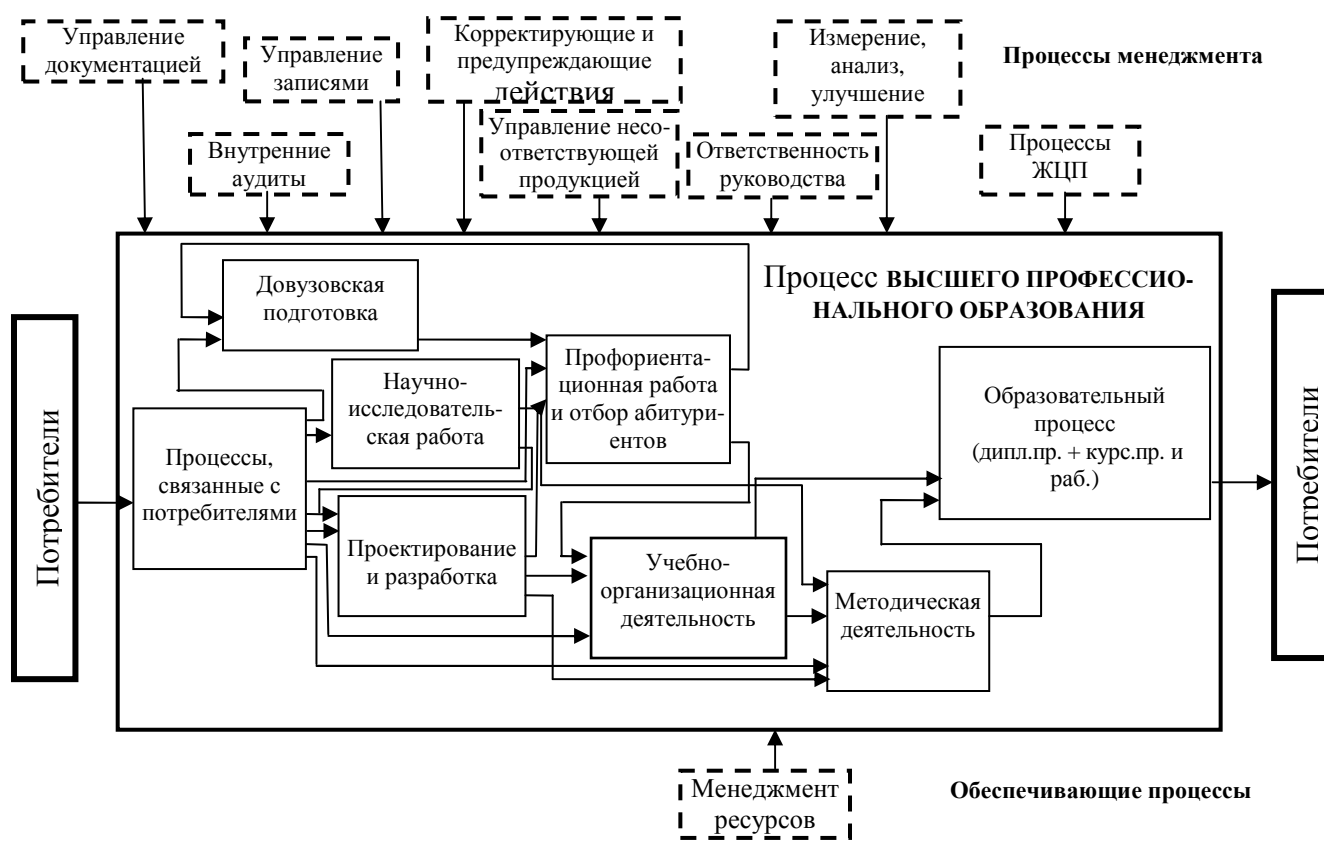 Управление
документацией
Управление
записями
Корректирующие и
предупреждающие
действия
Измерение,
анализ,
улучшение
Процессы менеджмента
Внутренние
аудиты
Управление несо-
ответствующей
продукцией
Ответственность
руководства
Процессы
ЖЦП
Процесс ВЫСШЕГО ПРОФЕССИО-
НАЛЬНОГО ОБРАЗОВАНИЯ
Потребители
Довузовская
подготовка
Научно-
исследователь-
ская работа
Профориента-
ционная работа
и отбор абитури-
ентов
Процессы,
связанные с
потребителями
Проектирование
и разработка
Учебно-
организационная
деятельность
Методическая
деятельность
Образовательный
процесс
(дипл.пр. + курс.пр. и
раб.)
Потребители
Менеджмент
ресурсов
Обеспечивающие процессы